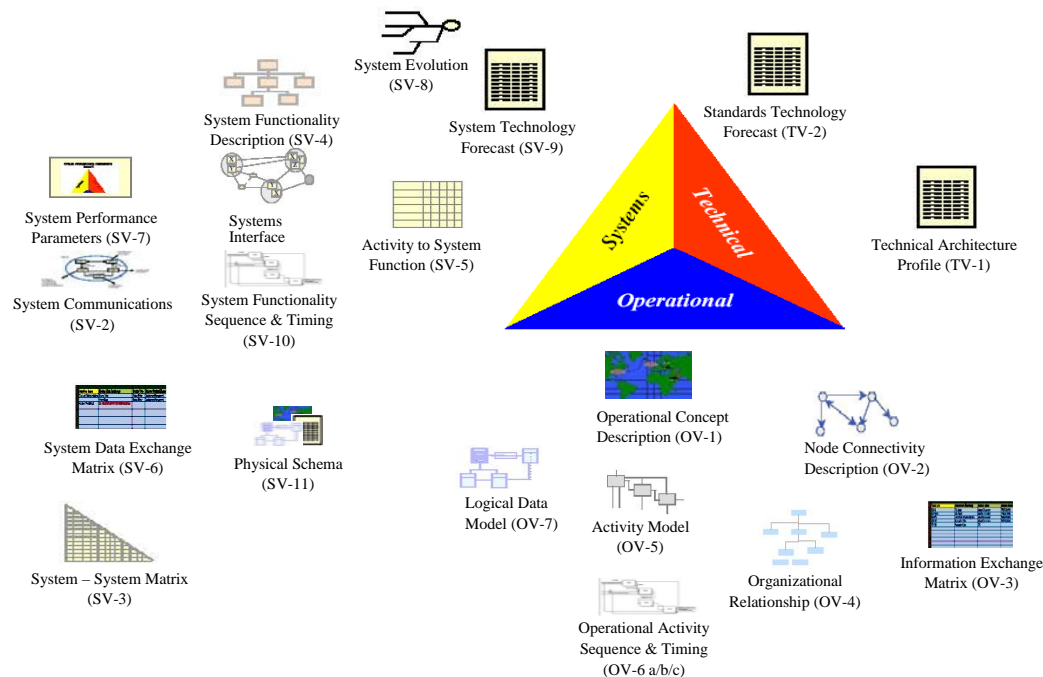 System Evolution
(SV-8)
System Functionality
Description (SV-4)
System Technology
Forecast (SV-9)
Standards Technology
Forecast (TV-2)
System Performance
Parameters (SV-7)
Systems
Interface
Activity to System
Function (SV-5)
Systems
Technical
Operational
Technical Architecture
Profile (TV-1)
System Communications
(SV-2)
System Functionality
Sequence & Timing
(SV-10)
Operational Concept
Description (OV-1)
Node Connectivity
Description (OV-2)
System Data Exchange
Matrix (SV-6)
Physical Schema
(SV-11)
Logical Data
Model (OV-7)
Activity Model
(OV-5)
Information Exchange
Matrix (OV-3)
System – System Matrix
(SV-3)
Organizational
Relationship (OV-4)
Operational Activity
Sequence & Timing
(OV-6 a/b/c)